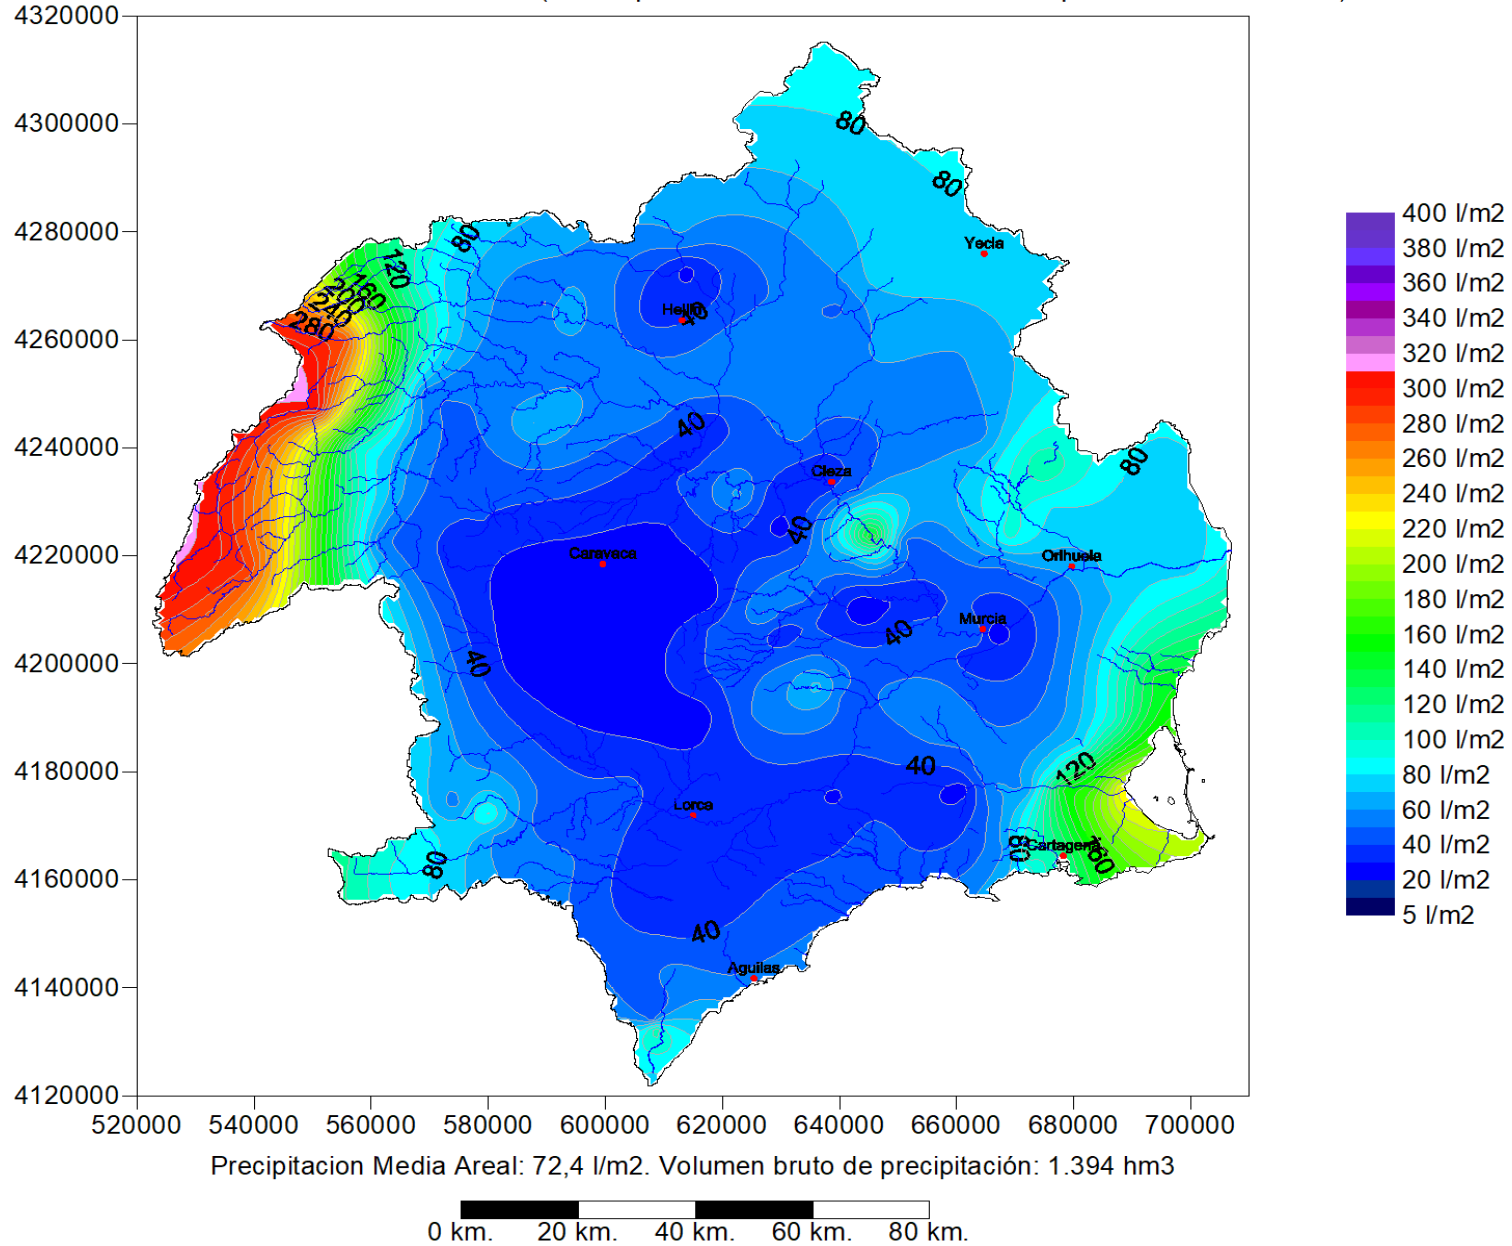 4320000
4300000
4280000
4260000
4240000
4220000
4200000
4180000
4160000
4140000
4120000
520000 540000 560000 580000 600000 620000 640000 660000 680000 700000
80
80
Yecla
80
120
160
200
240
280
Hellin
40
40
Cieza
80
40
Caravaca
Orihuela
Murcia
40
40
40
120
Lorca
80
Cartagena
160
80
40
Aguilas
400 l/m2
380 l/m2
360 l/m2
340 l/m2
320 l/m2
300 l/m2
280 l/m2
260 l/m2
240 l/m2
220 l/m2
200 l/m2
180 l/m2
160 l/m2
140 l/m2
120 l/m2
100 l/m2
80 l/m2
60 l/m2
40 l/m2
20 l/m2
5 l/m2
Precipitacion Media Areal: 72,4 l/m2. Volumen bruto de precipitación: 1.394 hm3
0 km. 20 km. 40 km. 60 km. 80 km.